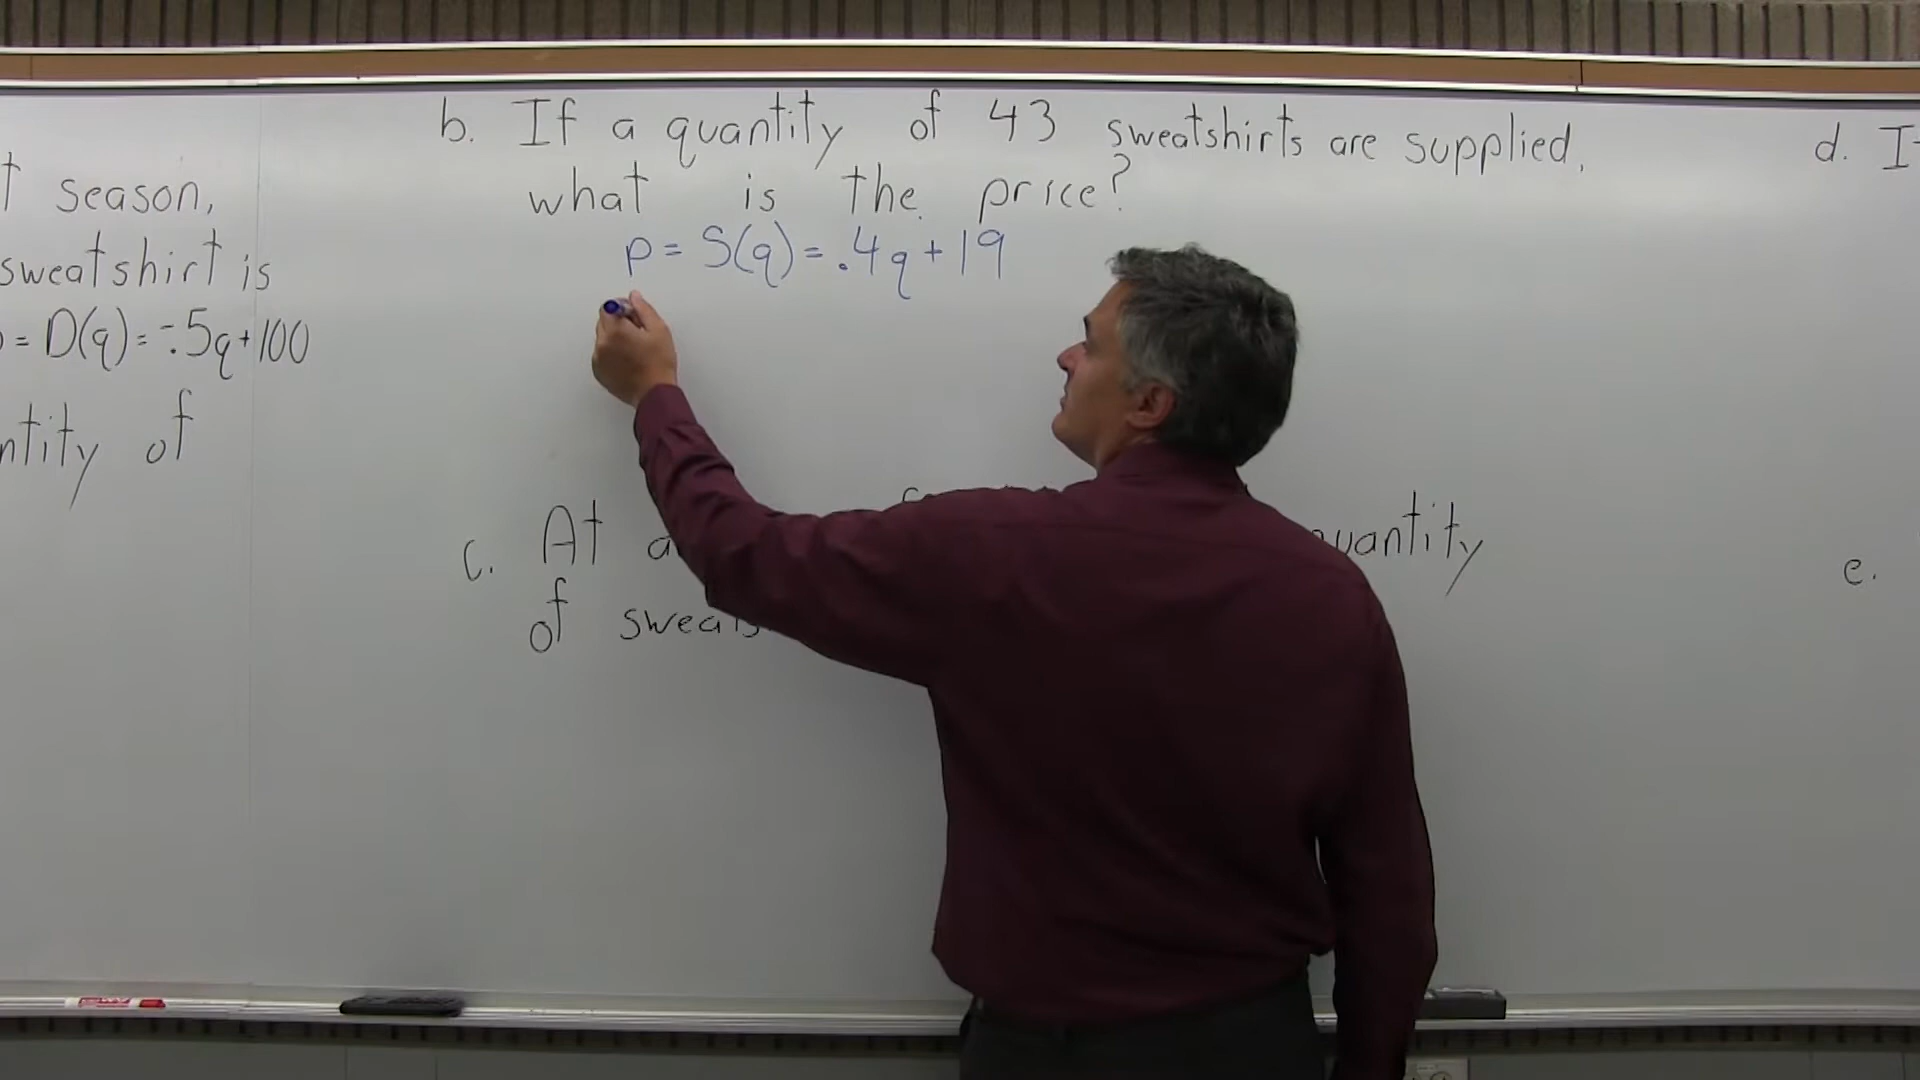 season,
sweatshirt is
= D(q) = -.5q+100
of
b. If a quantity of 43 sweatshirts are supplied,
what is the price?
p = S(q) = .4q + 19
c. At quantity
of
d.
e.